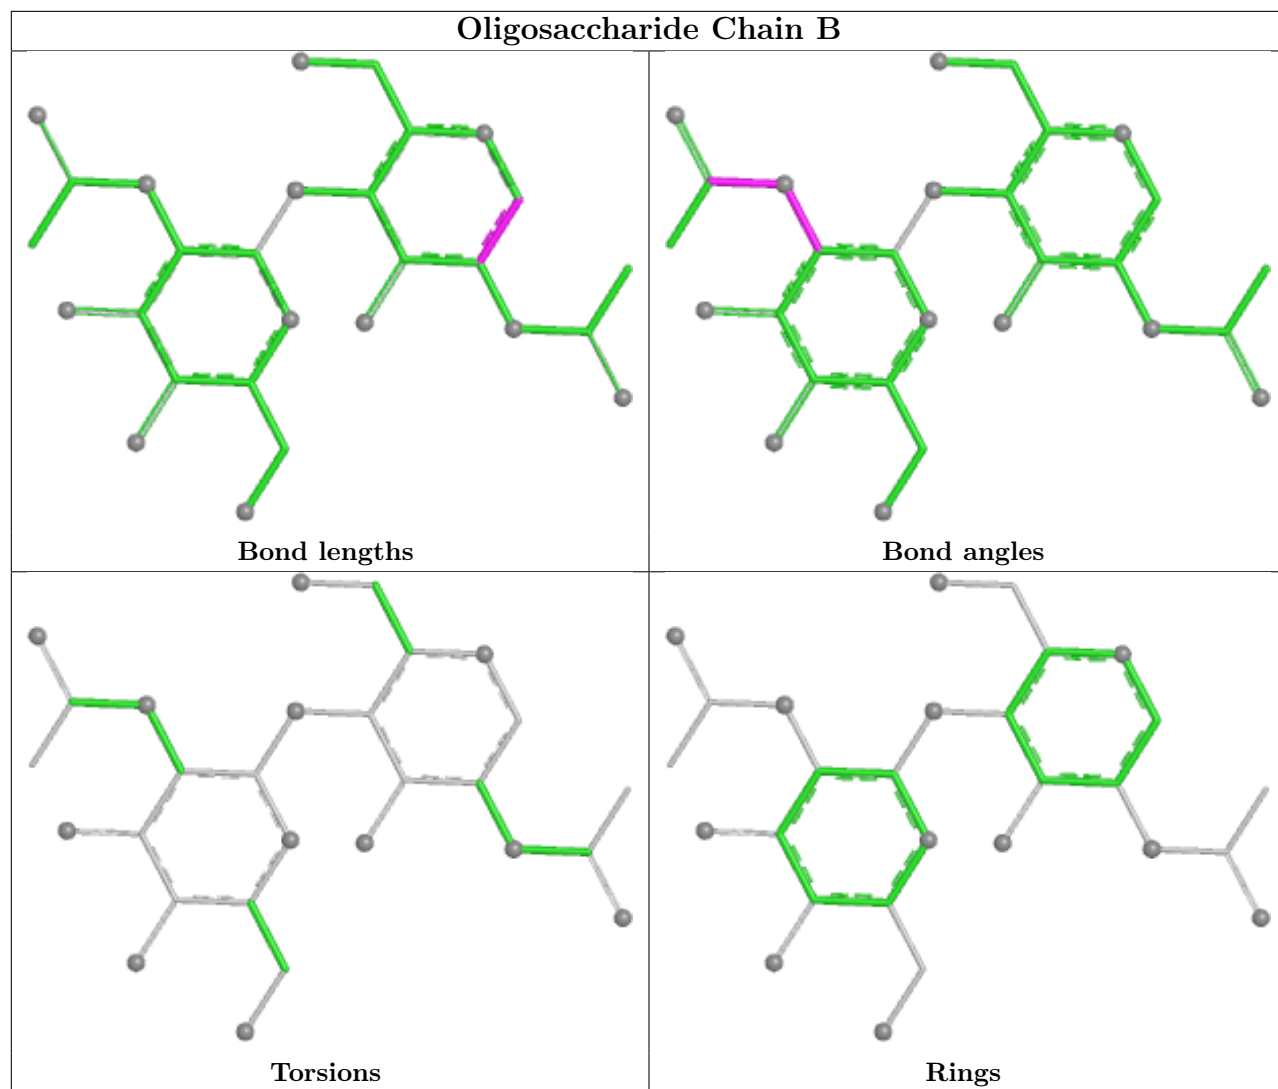 Oligosaccharide Chain B
Bond lengths
Bond angles
Torsions
Rings